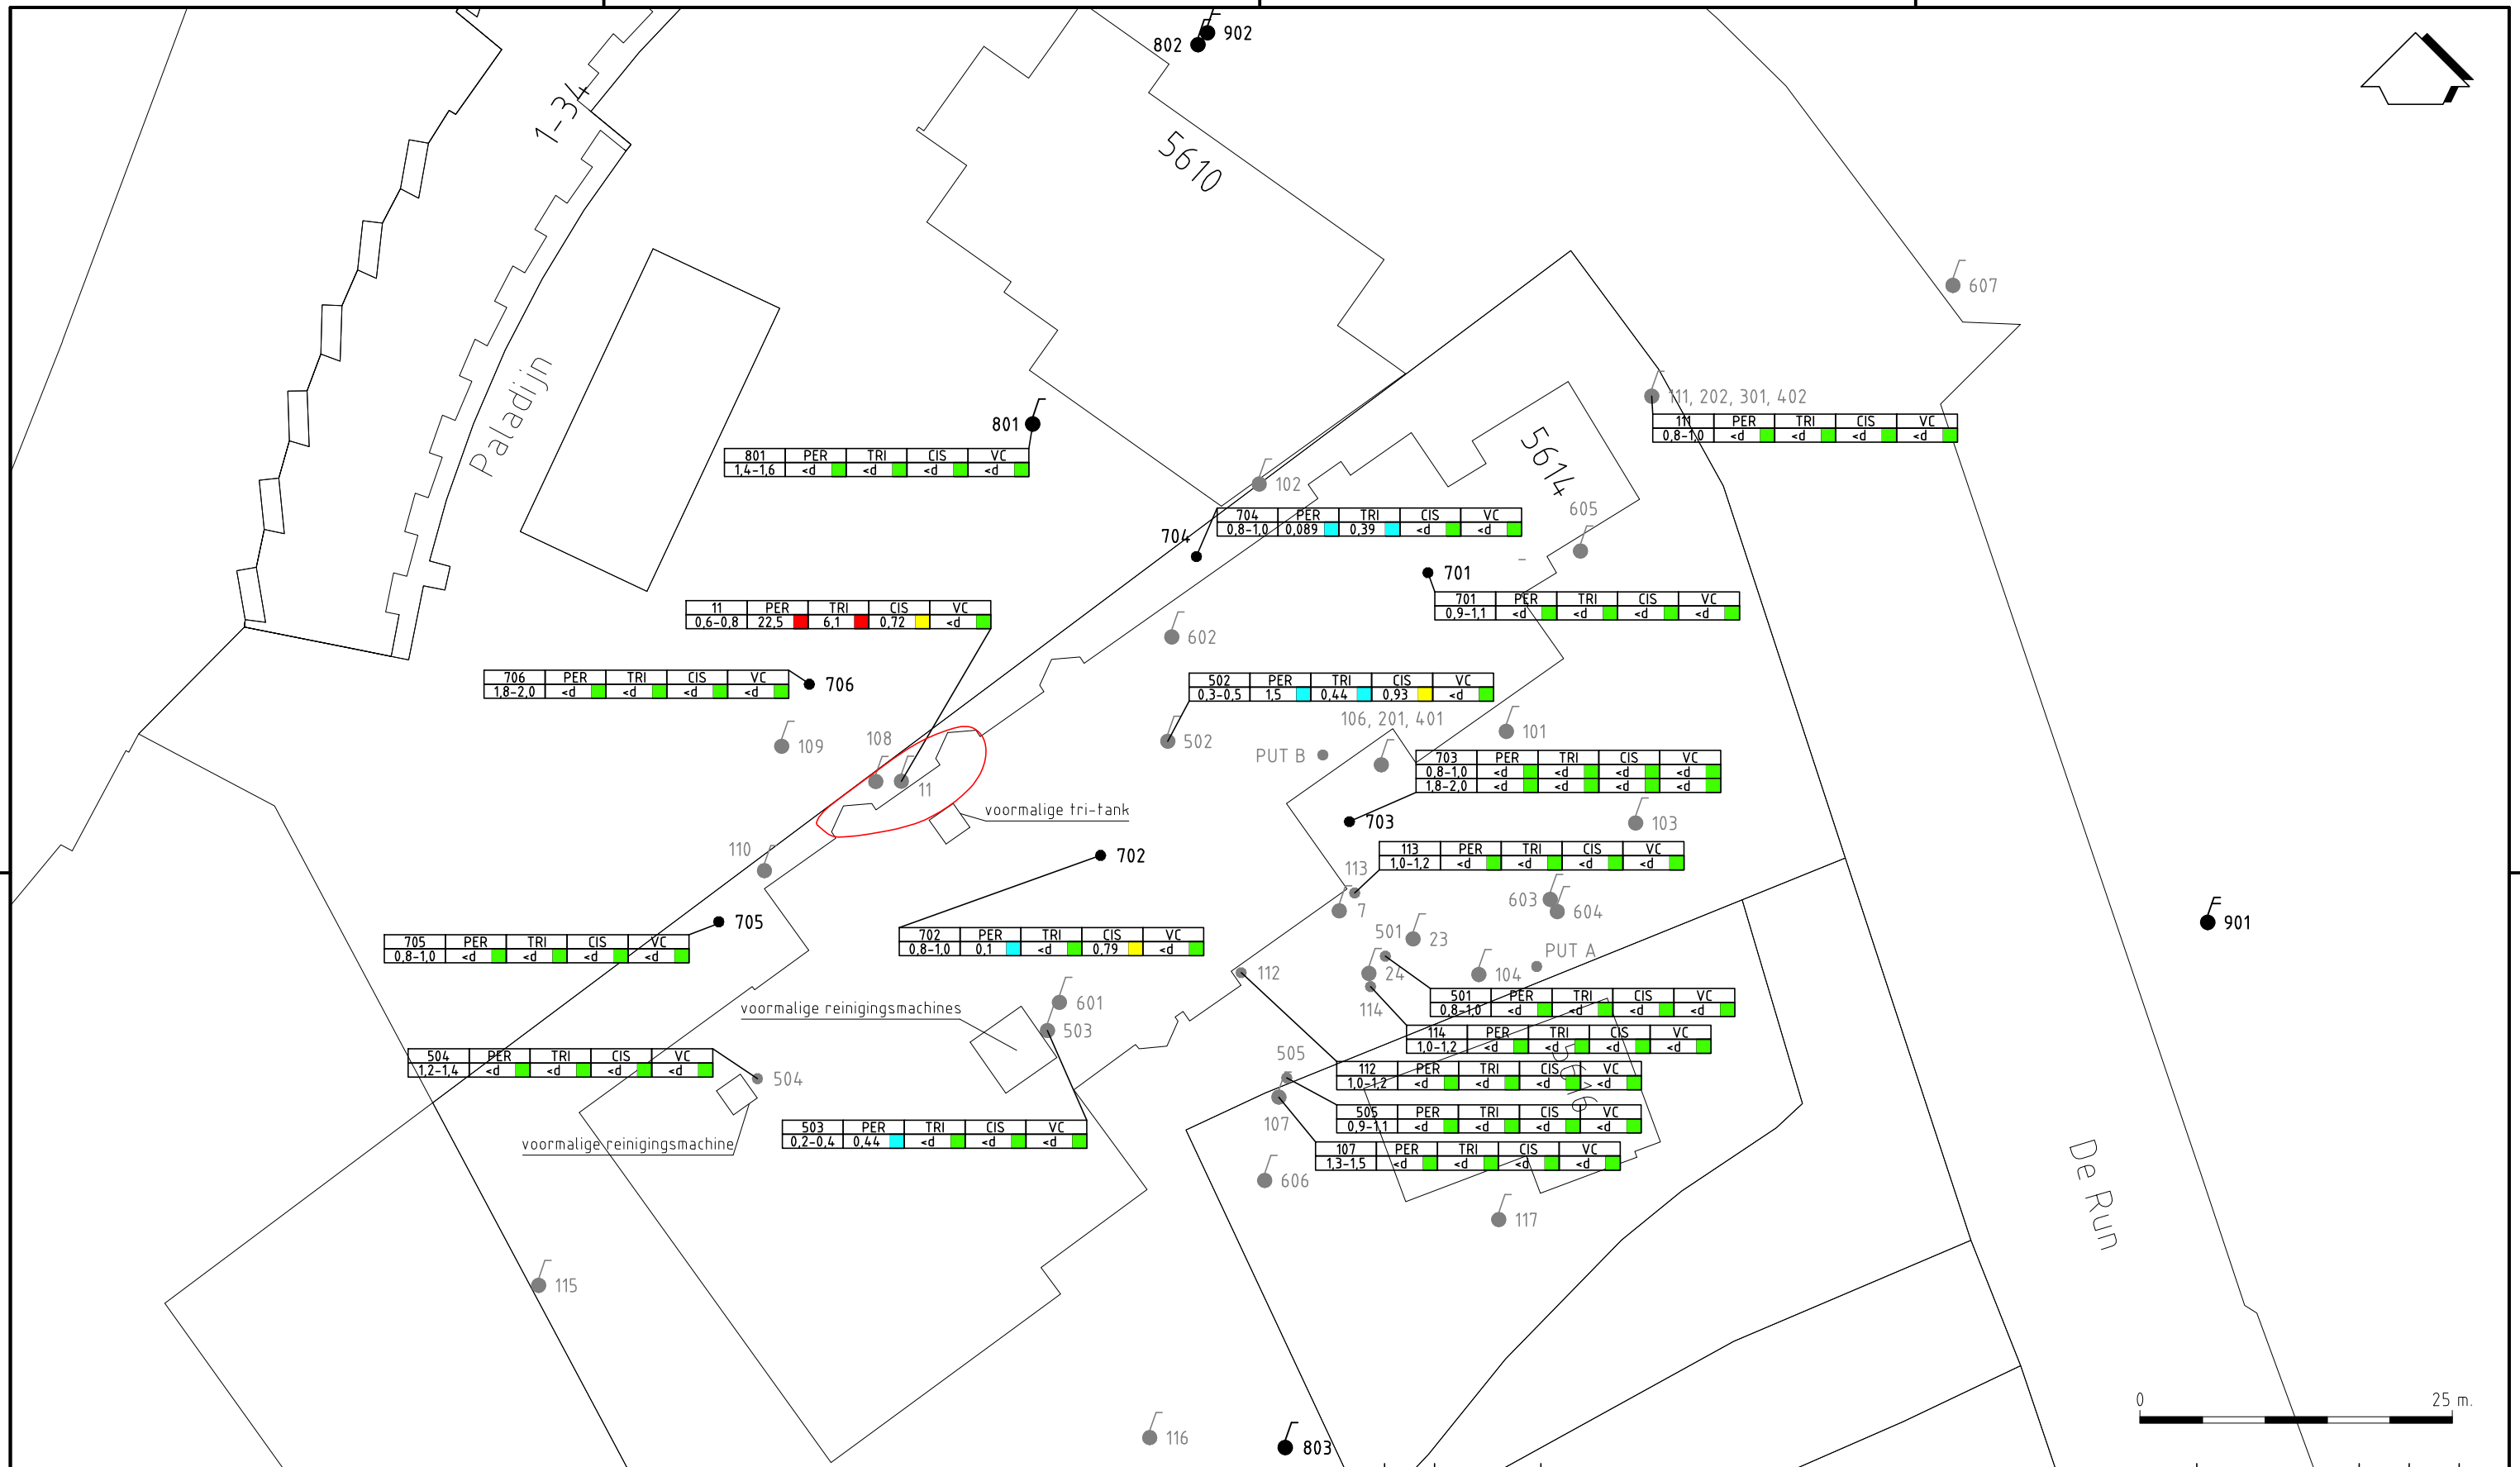 802
902
1-34
5610
607
Paladijn
801
801 PER TRI CIS VC
1,4-1,6 <d <d <d <d
111, 202, 301, 402
111 PER TRI CIS VC
0,8-1,0 <d <d <d <d
5614
102
605
704
704 PER TRI CIS VC
0,8-1,0 0,089 0,39 <d <d
701
701 PER TRI CIS VC
0,9-1,1 <d <d <d <d
11 PER TRI CIS VC
0,6-0,8 22,5 6,1 0,72 <d
602
706 PER TRI CIS VC
1,8-2,0 <d <d <d <d
706
502 PER TRI CIS VC
0,3-0,5 1,5 0,44 0,93 <d
106, 201, 401
109
108
11
502
PUT B
101
703 PER TRI CIS VC
0,8-1,0 <d <d <d <d
1,8-2,0 <d <d <d <d
voormalige tri-tank
703
103
110
702
113
113 PER TRI CIS VC
1,0-1,2 <d <d <d <d
7
603
604
705
705 PER TRI CIS VC
0,8-1,0 <d <d <d <d
702 PER TRI CIS VC
0,8-1,0 0,1 <d 0,79 <d
501
23
901
PUT A
112
24
104
114
501 PER TRI CIS VC
0,8-1,0 <d <d <d <d
voormalige reinigingsmachines
601
503
114 PER TRI CIS VC
1,0-1,2 <d <d <d <d
504 PER TRI CIS VC
1,2-1,4 <d <d <d <d
504
505
112 PER TRI CIS VC
1,0-1,2 <d <d <d <d
107
505 PER TRI CIS VC
0,9-1,1 <d <d <d <d
503 PER TRI CIS VC
0,2-0,4 0,44 <d <d <d
voormalige reinigingsmachine
107 PER TRI CIS VC
1,3-1,5 <d <d <d <d
606
117
De Run
115
116
803
0 25 m.